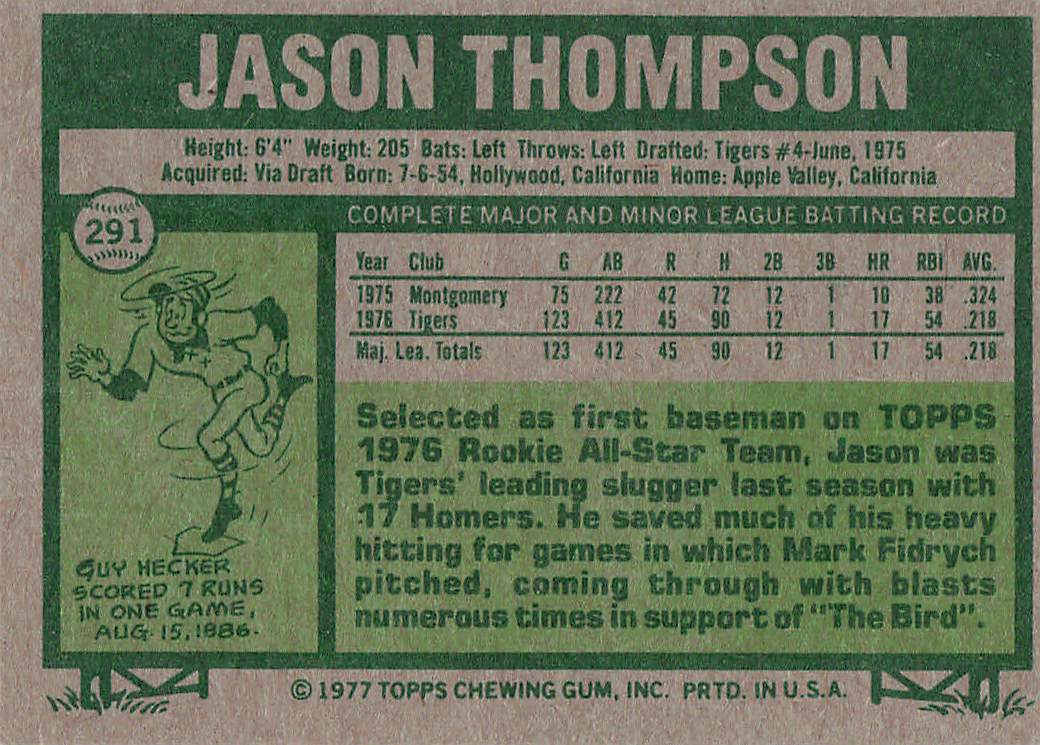 JASON THOMPSON
Height: 6'4" Weight: 205 Bats: Left Throws: Left Drafted: Tigers #4-June, 1975
Acquired: Via Draft Born: 7-6-54, Hollywood, California Home: Apple Valley, California
291
COMPLETE MAJOR AND MINOR LEAGUE BATTING RECORD
Year Club G AB R H 2B 3B HR RBI AVG.
1975 Montgomery 75 222 42 72 12 1 10 38 .324
1976 Tigers 123 412 45 90 12 1 17 54 .218
Maj. Lea. Totals 123 412 45 90 12 1 17 54 .218
Selected as first baseman on TOPPS
1976 Rookie All-Star Team, Jason was
Tigers' leading slugger last season with
17 Homers. He saved much of his heavy
hitting for games in which Mark Fidrych
pitched, coming through with blasts
numerous times in support of "The Bird".
GUY HECKER
SCORED 7 RUNS
IN ONE GAME,
AUG. 15, 1886.
© 1977 TOPPS CHEWING GUM, INC. PRTD. IN U.S.A.